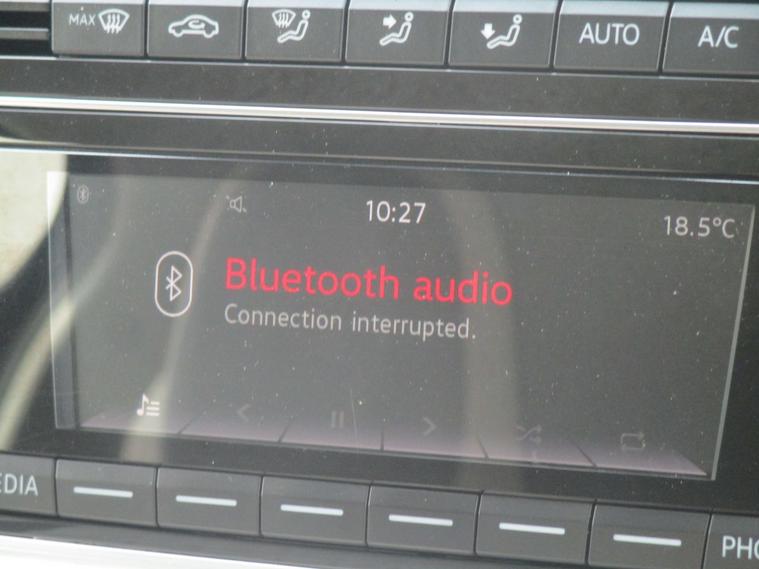 MAX
AUTO
A/C
10:27
18.5°C
Bluetooth audio
Connection interrupted.
EDIA
PHO